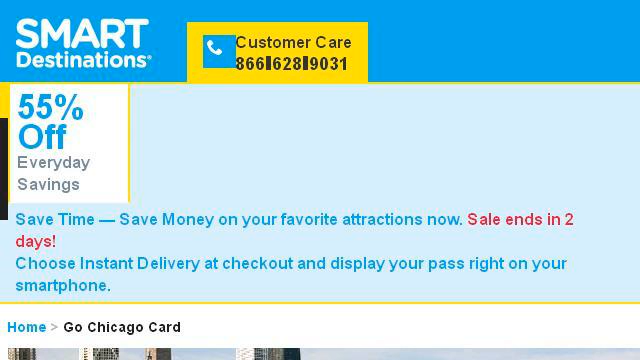 SMART
Destinations®
Customer Care
866▪628▪9031
55%
Off
Everyday
Savings
Save Time — Save Money on your favorite attractions now. Sale ends in 2
days!
Choose Instant Delivery at checkout and display your pass right on your
smartphone.
Home > Go Chicago Card